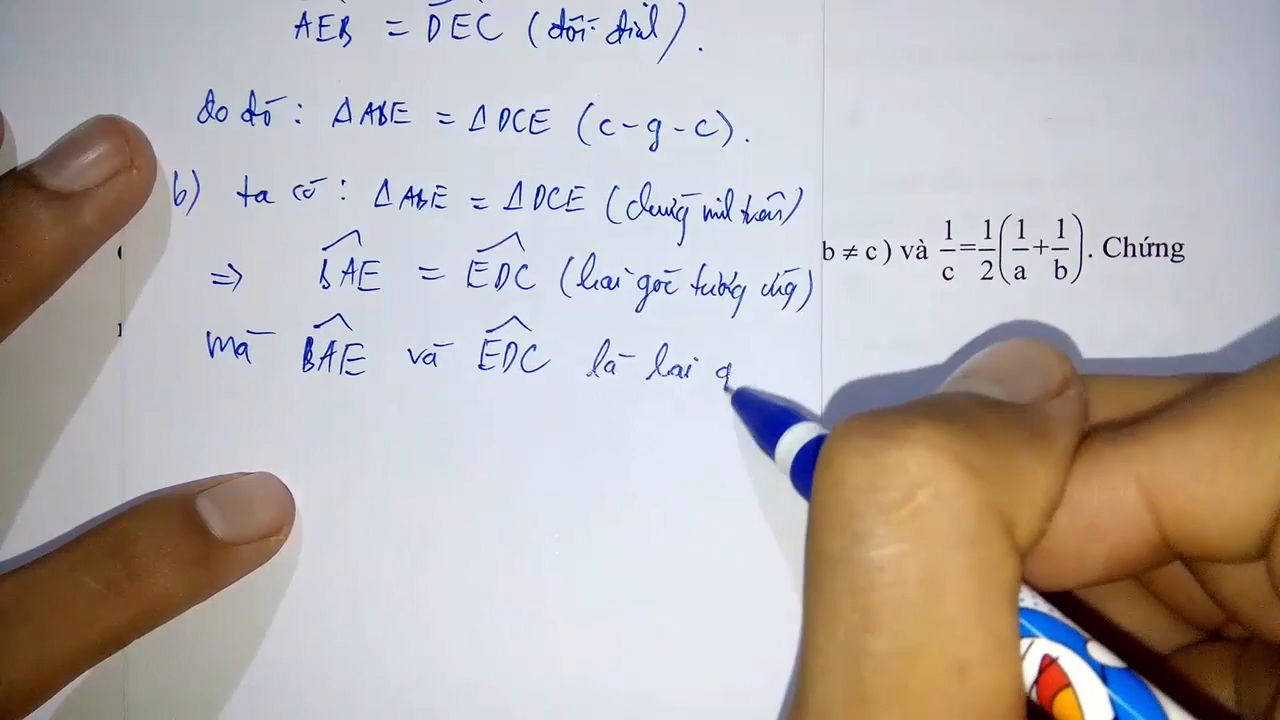 AEB = DEC (đối đỉnh).
do đó: ΔABE = ΔDCE (c-g-c).
b) ta có: ΔABE = ΔDCE (chứng minh trên)
=> BAE = EDC (hai góc tương ứng)
mà BAE và EDC là hai g
b ≠ c) và 1/c = 1/2(1/a + 1/b). Chứng